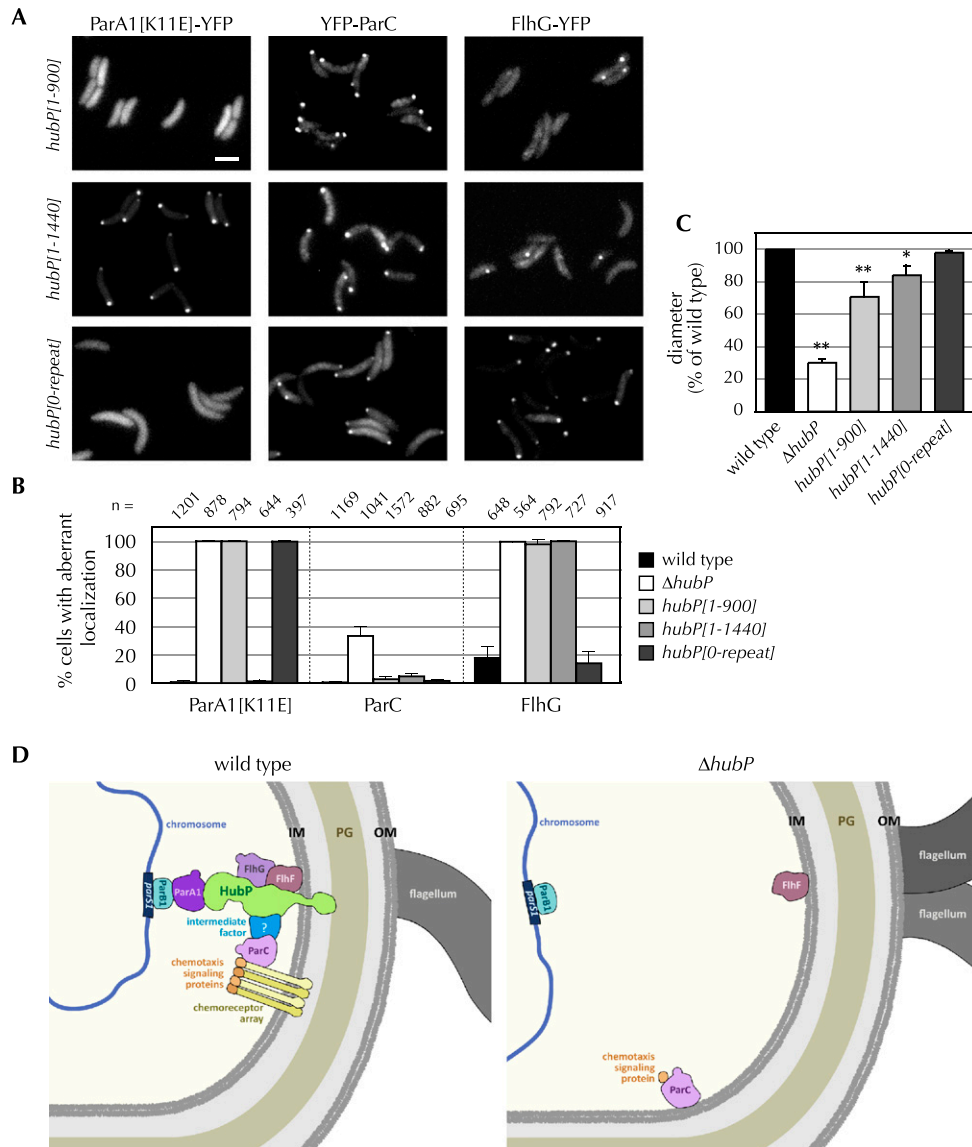 A
ParA1[K11E]-YFP
YFP-ParC
FlhG-YFP
hubP[1-900]
hubP[1-1440]
hubP[0-repeat]
C
diameter
(% of wild type)
100
80
60
40
20
0
**
**
*
wild type
ΔhubP
hubP[1-900]
hubP[1-1440]
hubP[0-repeat]
B
n =
1201
878
794
644
397
1169
1041
1572
882
695
648
564
792
727
917
% cells with aberrant
localization
100
80
60
40
20
0
ParA1[K11E]
ParC
FlhG
wild type
ΔhubP
hubP[1-900]
hubP[1-1440]
hubP[0-repeat]
D
wild type
chromosome
IM
PG
OM
parS1
ParB1
ParA1
HubP
FlhG
FlhF
flagellum
intermediate
factor
?
ParC
chemotaxis
signaling
proteins
chemoreceptor
array
ΔhubP
chromosome
IM
PG
OM
parS1
ParB1
FlhF
flagellum
flagellum
chemotaxis
signaling
protein
ParC